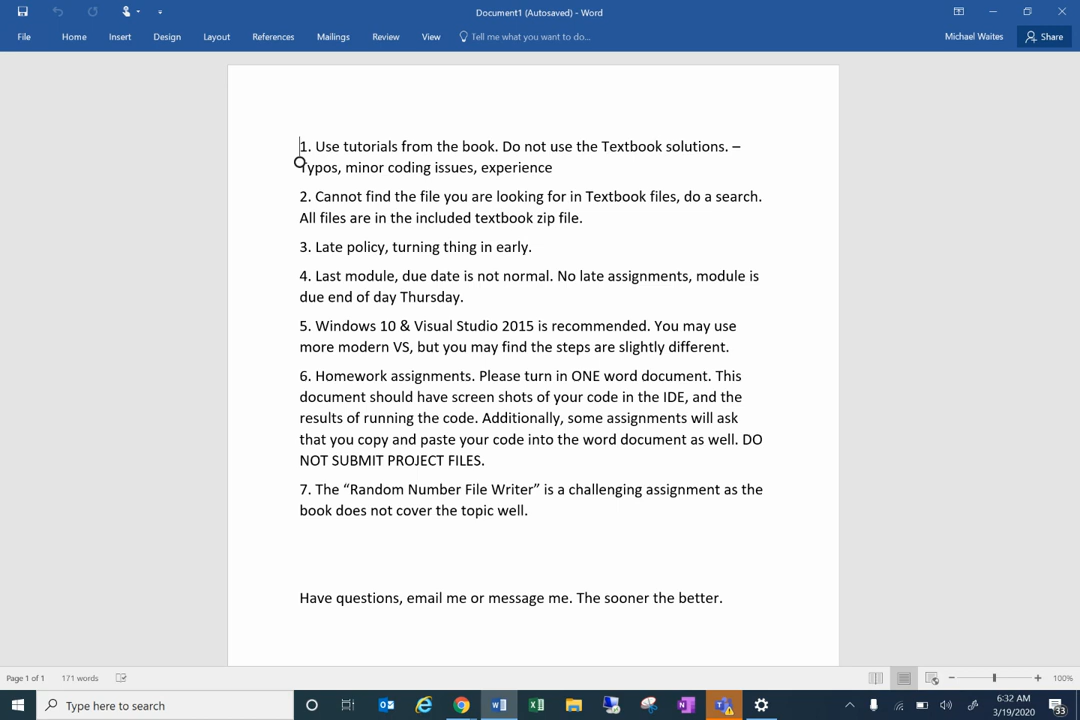 Document1 (Autosaved) - Word
File Home Insert Design Layout References Mailings Review View Tell me what you want to do... Michael Waites Share
1. Use tutorials from the book. Do not use the Textbook solutions. –
Typos, minor coding issues, experience
2. Cannot find the file you are looking for in Textbook files, do a search.
All files are in the included textbook zip file.
3. Late policy, turning thing in early.
4. Last module, due date is not normal. No late assignments, module is
due end of day Thursday.
5. Windows 10 & Visual Studio 2015 is recommended. You may use
more modern VS, but you may find the steps are slightly different.
6. Homework assignments. Please turn in ONE word document. This
document should have screen shots of your code in the IDE, and the
results of running the code. Additionally, some assignments will ask
that you copy and paste your code into the word document as well. DO
NOT SUBMIT PROJECT FILES.
7. The “Random Number File Writer” is a challenging assignment as the
book does not cover the topic well.
Have questions, email me or message me. The sooner the better.
Page 1 of 1 171 words 100%
Type here to search
6:32 AM
3/19/2020
33